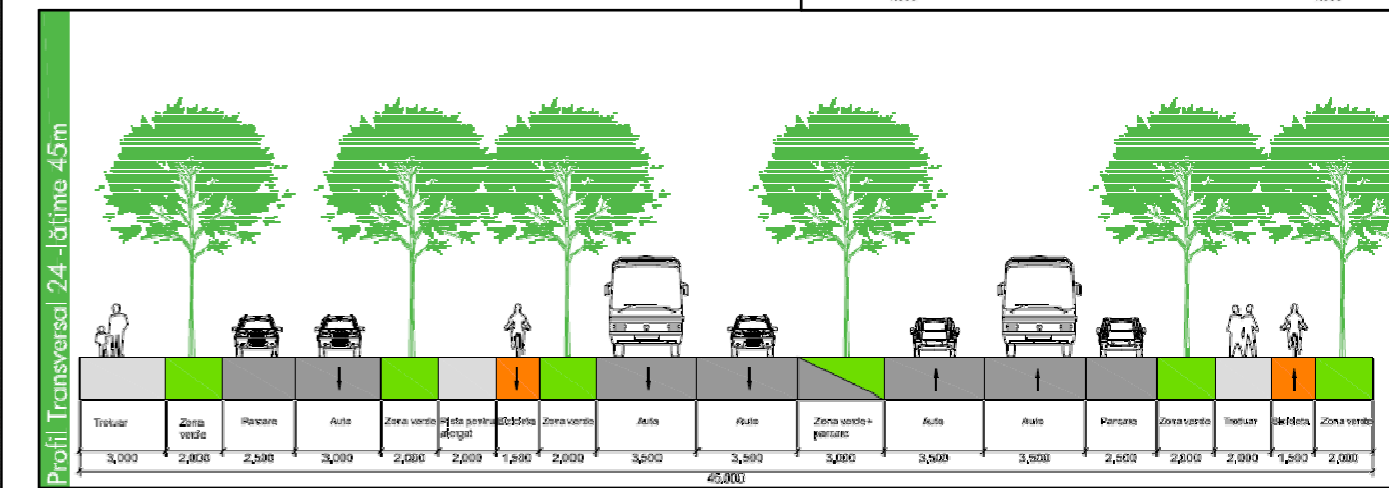 Profil Transversal 24 -lătime 45m
Trotuar
Zona
verde
Parcare
Auto
Zona verde
Pista pentru
alergat
Bicicleta
Zona verde
Auto
Auto
Zona verde +
parcare
Auto
Auto
Parcare
Zona verde
Trotuar
Bicicleta
Zona verde
3,000
2,000
2,500
3,000
2,000
2,000
1,500
2,000
3,500
3,500
3,000
3,500
3,500
2,500
2,000
2,000
1,500
2,000
45,000